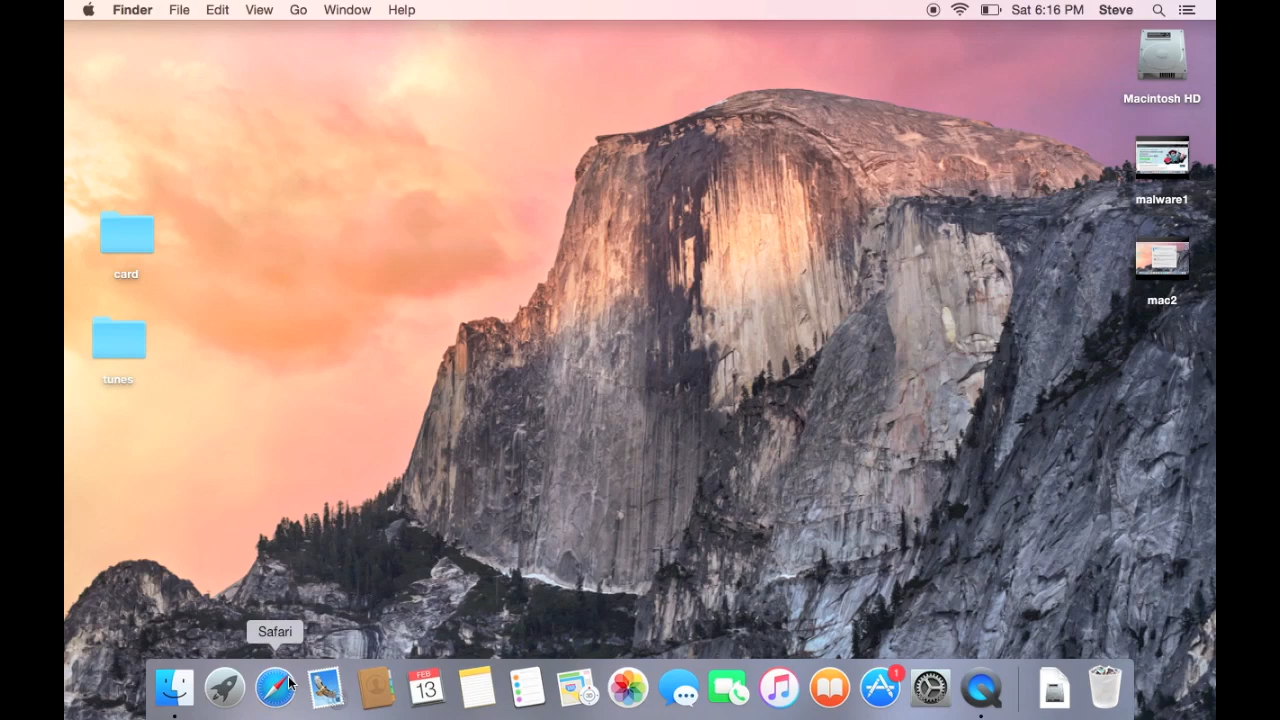 Finder File Edit View Go Window Help
Sat 6:16 PM Steve
Macintosh HD
malware1
mac2
card
tunes
Safari
FEB
13
1